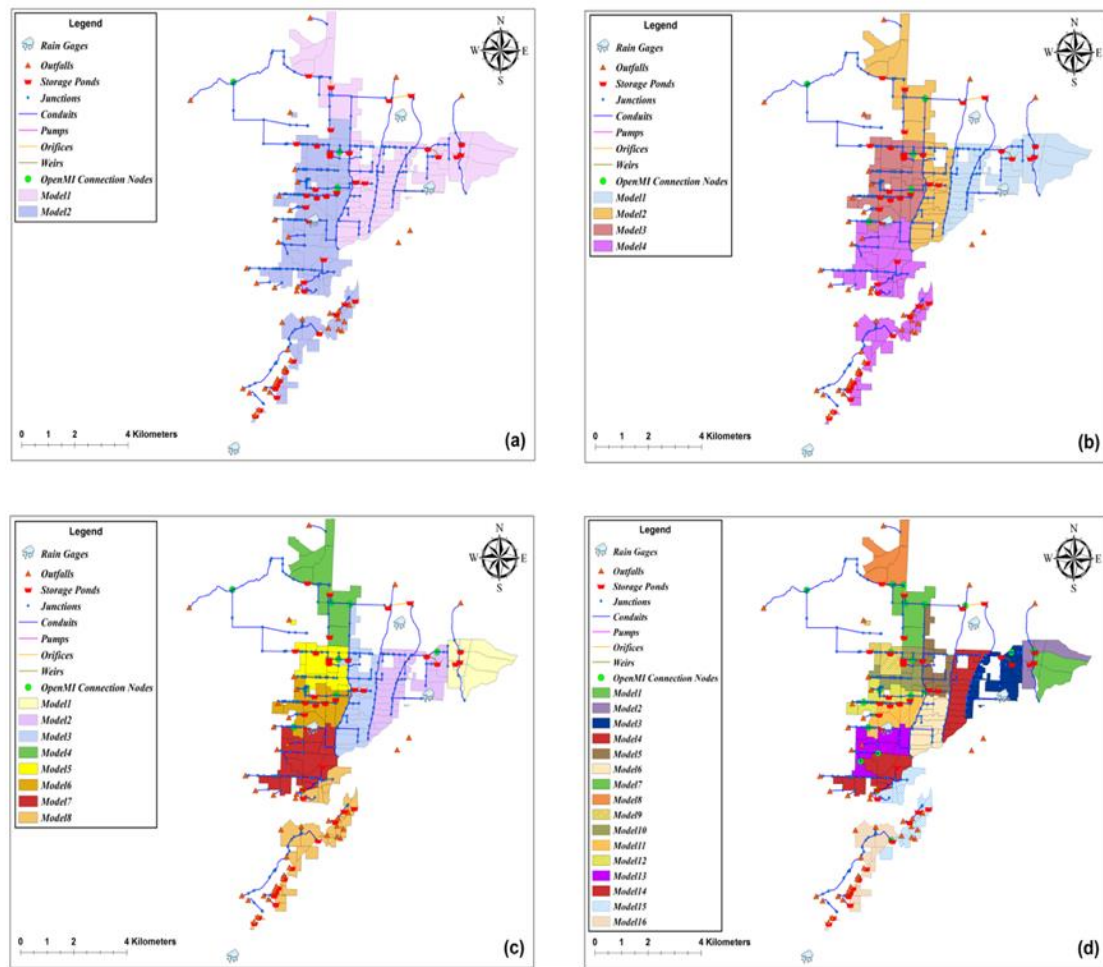 Legend
Rain Gages
Outfalls
Storage Ponds
Junctions
Conduits
Pumps
Orifices
Weirs
OpenMI Connection Nodes
Model1
Model2
N
W E
S
0 2 4 Kilometers
(a)
Legend
Rain Gages
Outfalls
Storage Ponds
Junctions
Conduits
Pumps
Orifices
Weirs
OpenMI Connection Nodes
Model1
Model2
Model3
Model4
N
W E
S
0 2 4 Kilometers
(b)
Legend
Rain Gages
Outfalls
Storage Ponds
Junctions
Conduits
Pumps
Orifices
Weirs
OpenMI Connection Nodes
Model1
Model2
Model3
Model4
Model5
Model6
Model7
Model8
N
W E
S
0 2 4 Kilometers
(c)
Legend
Rain Gages
Outfalls
Storage Ponds
Junctions
Conduits
Pumps
Orifices
Weirs
OpenMI Connection Nodes
Model1
Model2
Model3
Model4
Model5
Model6
Model7
Model8
Model9
Model10
Model11
Model12
Model13
Model14
Model15
Model16
N
W E
S
0 2 4 Kilometers
(d)